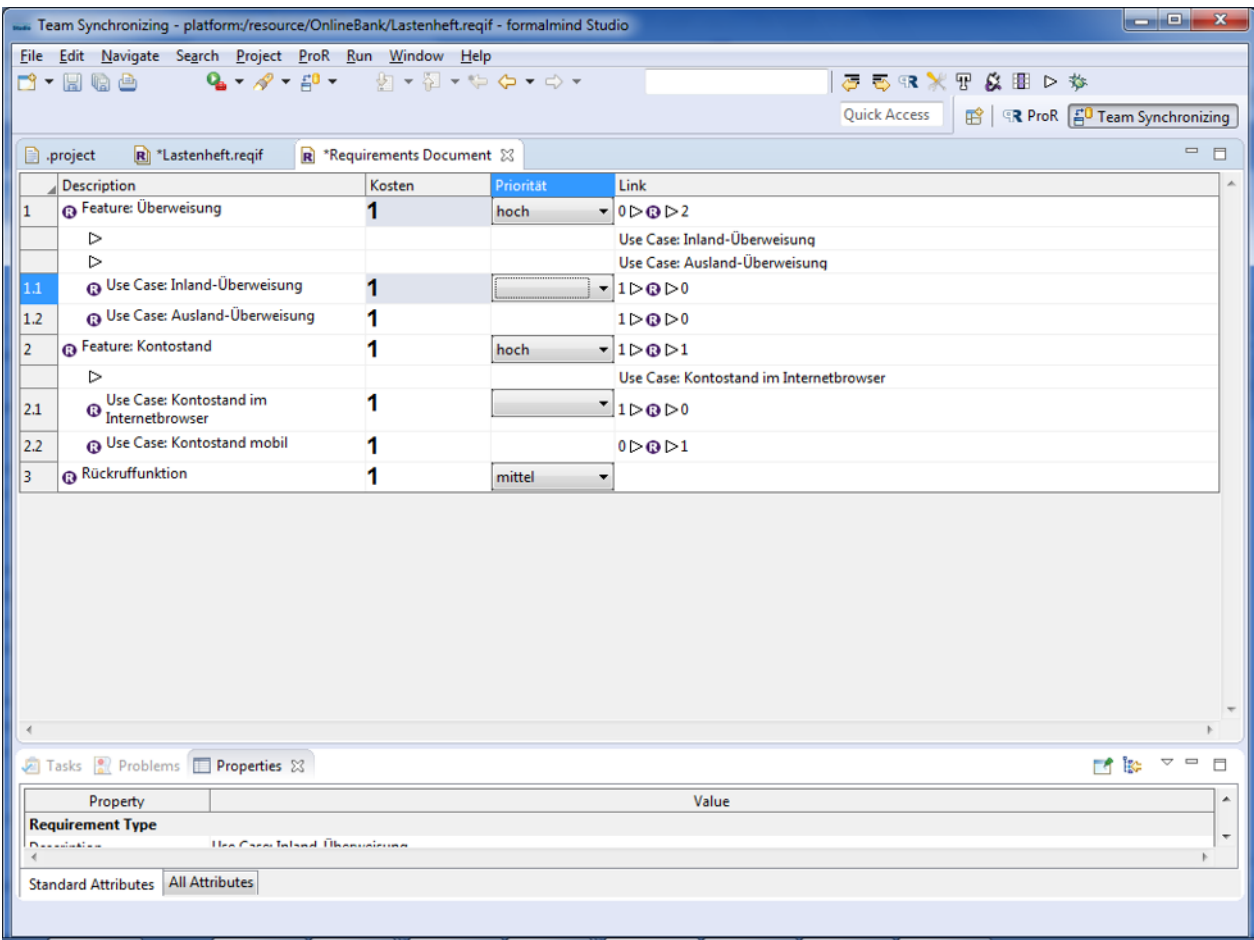 Team Synchronizing - platform:/resource/OnlineBank/Lastenheft.reqif - formalmind Studio
File Edit Navigate Search Project ProR Run Window Help
Quick Access ProR Team Synchronizing
.project *Lastenheft.reqif *Requirements Document
Description Kosten Priorität Link
1 Feature: Überweisung 1 hoch 0 ▷ R ▷ 2
▷ Use Case: Inland-Überweisung
▷ Use Case: Ausland-Überweisung
1.1 Use Case: Inland-Überweisung 1 1 ▷ R ▷ 0
1.2 Use Case: Ausland-Überweisung 1 1 ▷ R ▷ 0
2 Feature: Kontostand 1 hoch 1 ▷ R ▷ 1
▷ Use Case: Kontostand im Internetbrowser
2.1 Use Case: Kontostand im
Internetbrowser 1 1 ▷ R ▷ 0
2.2 Use Case: Kontostand mobil 1 0 ▷ R ▷ 1
3 Rückruffunktion 1 mittel
Tasks Problems Properties
Property Value
Requirement Type
Description Use Case: Inland-Überweisung
Standard Attributes All Attributes